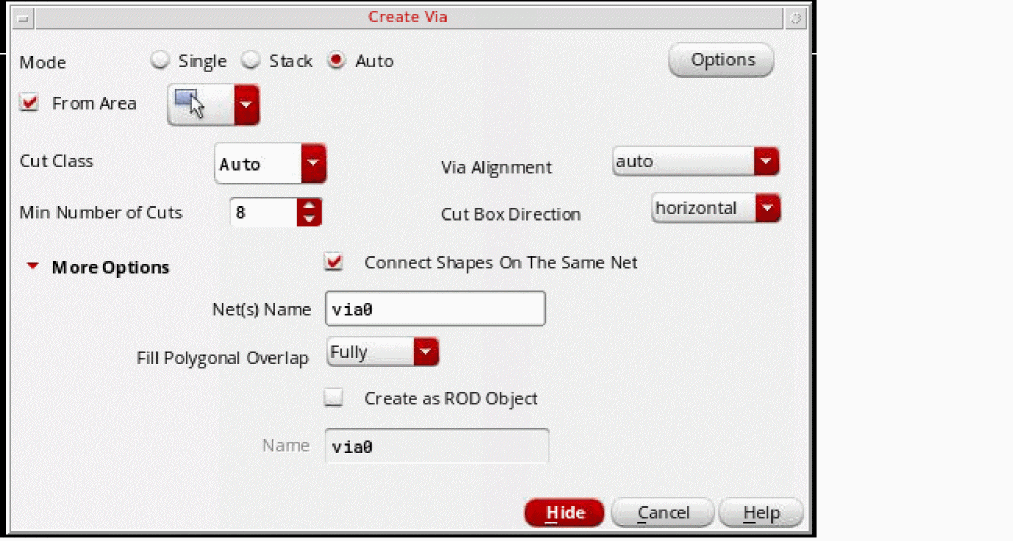 Create Via
Mode Single Stack Auto Options
From Area
Cut Class Auto Via Alignment auto
Min Number of Cuts 8 Cut Box Direction horizontal
More Options Connect Shapes On The Same Net
Net(s) Name via0
Fill Polygonal Overlap Fully
Create as ROD Object
Name via0
Hide Cancel Help